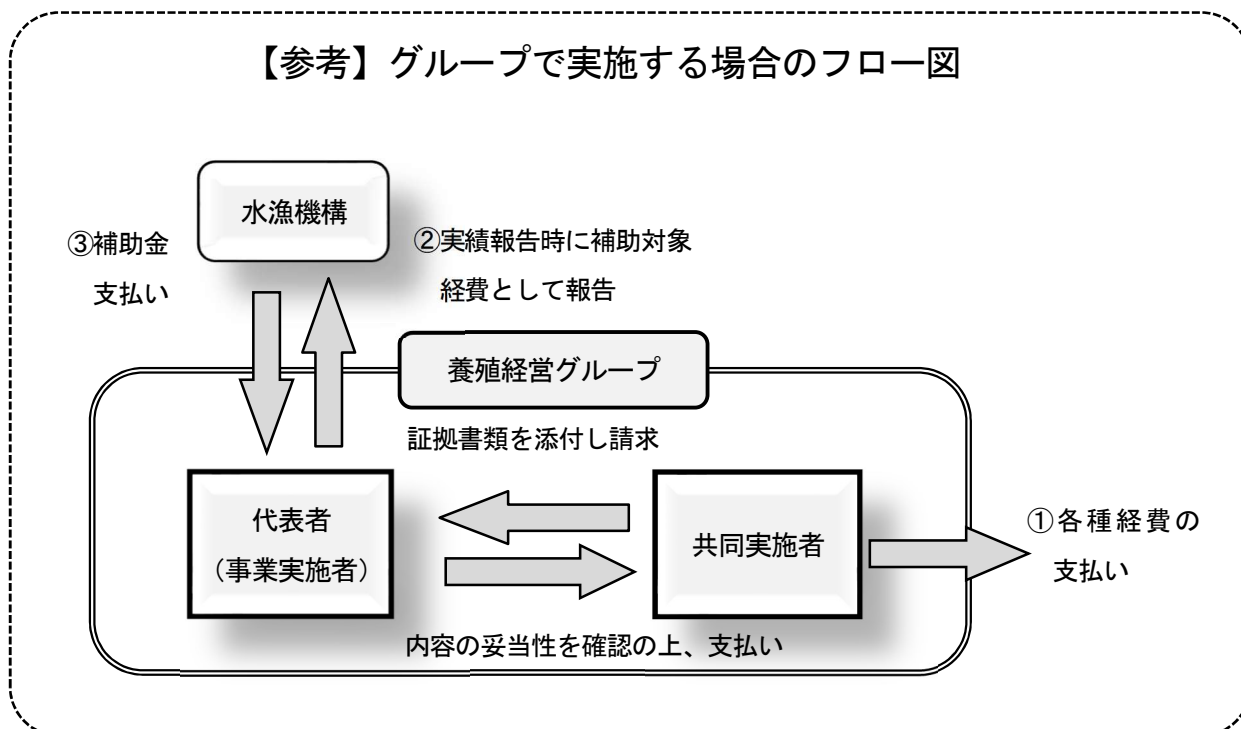 【参考】グループで実施する場合のフロー図
水漁機構
③補助金
支払い
②実績報告時に補助対象
経費として報告
養殖経営グループ
証拠書類を添付し請求
代表者
（事業実施者）
共同実施者
①各種経費の
支払い
内容の妥当性を確認の上、支払い